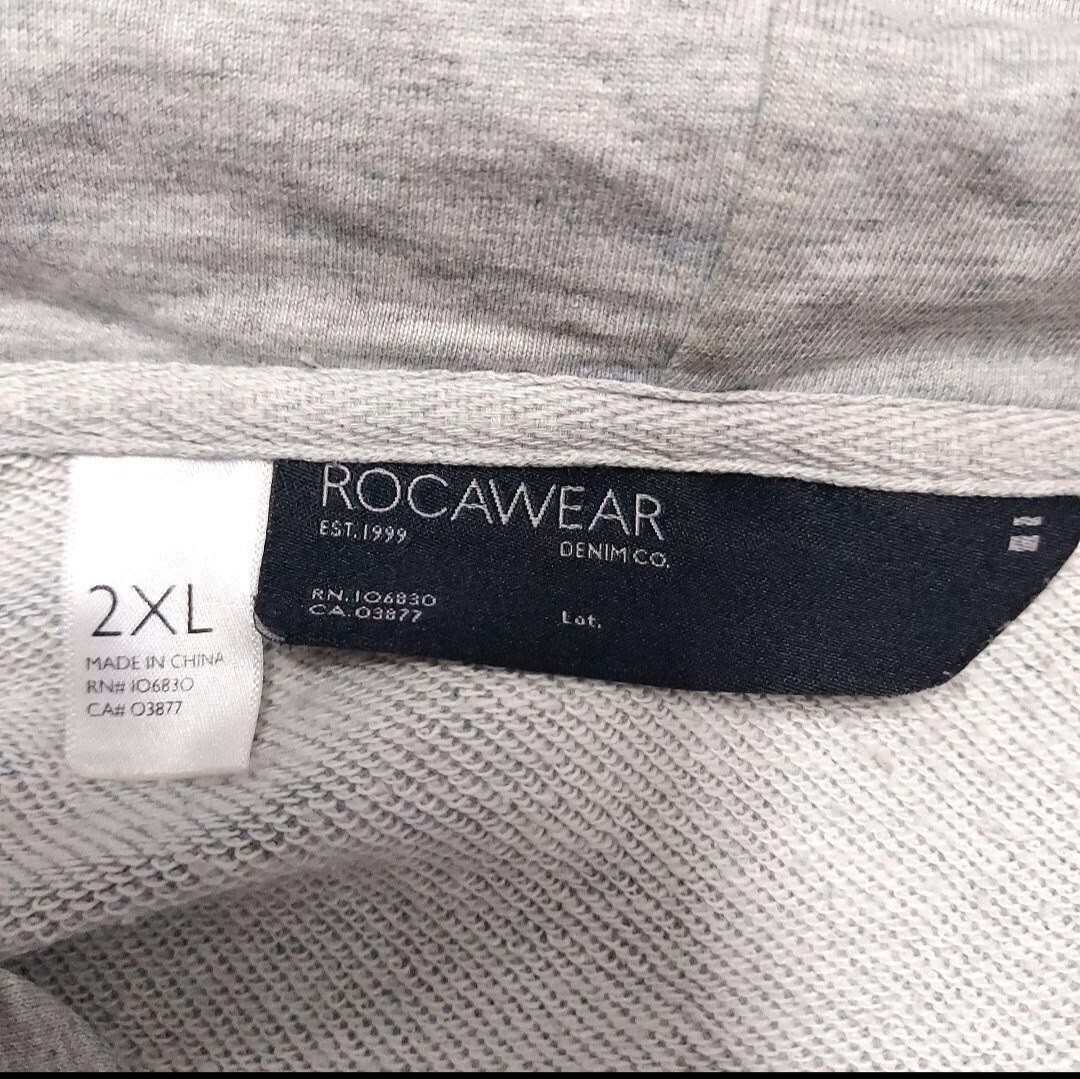 2XL
MADE IN CHINA
RN# 106830
CA# 03877
ROCAWEAR
EST. 1999
DENIM CO.
RN. 106830
CA. 03877
Lot.